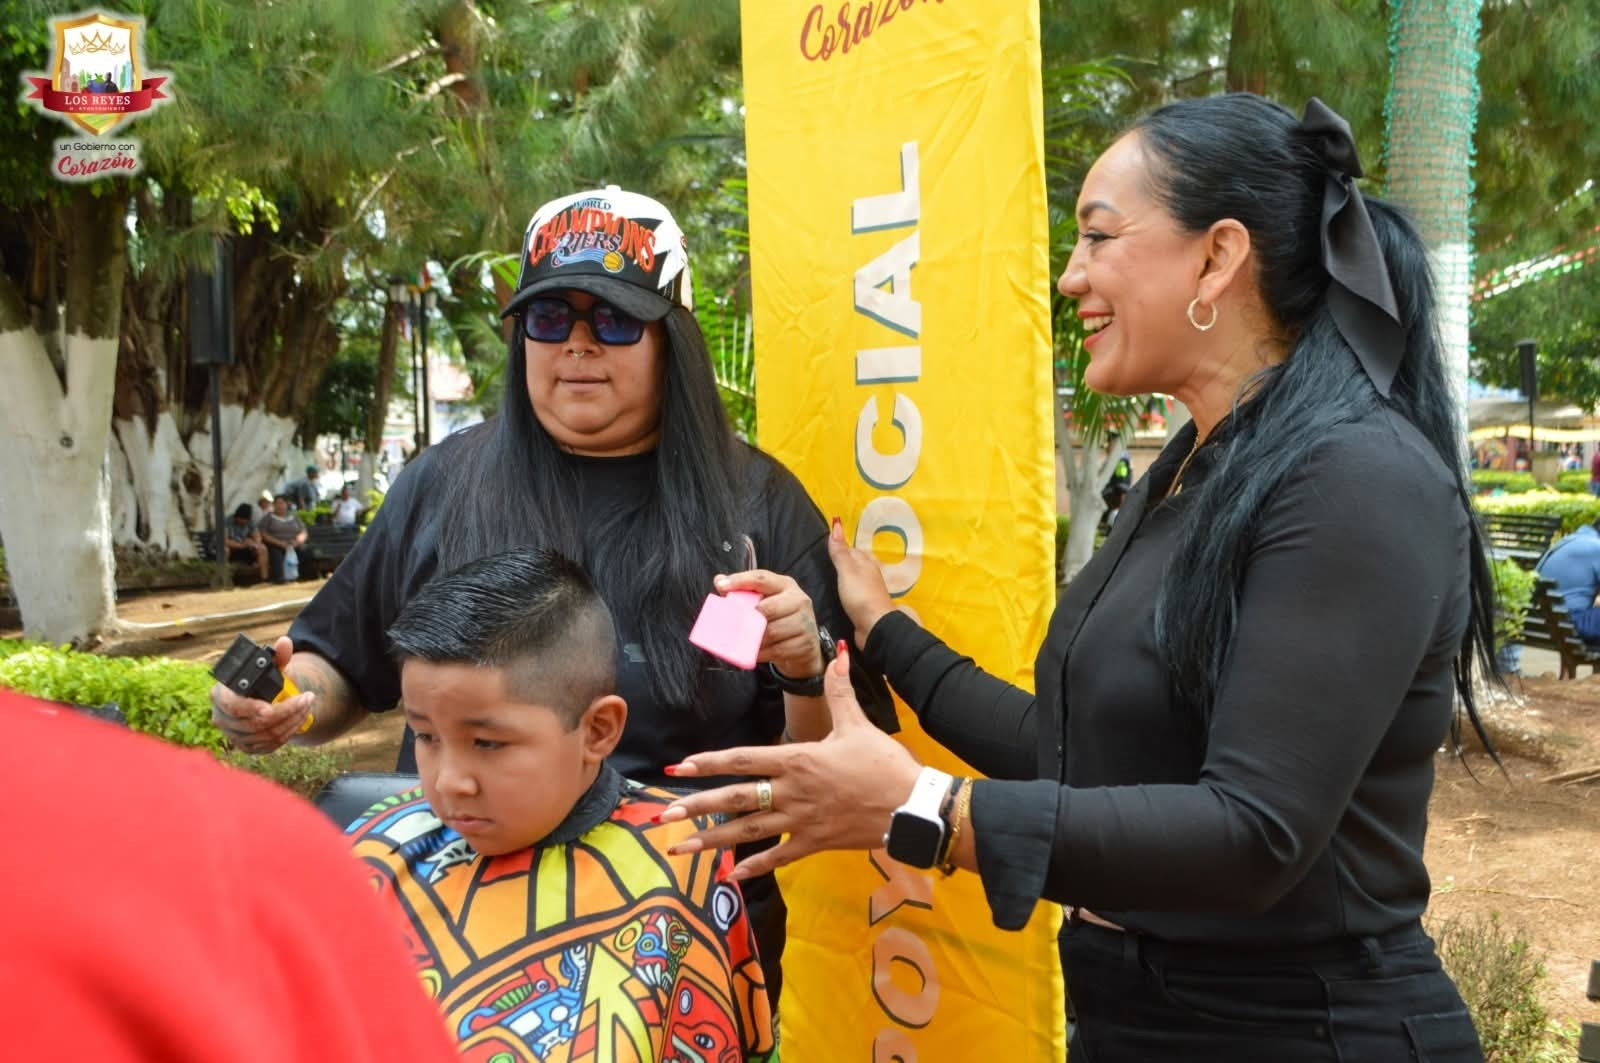 LOS REYES
H. AYUNTAMIENTO
un Gobierno con
Corazón
Corazón
WORLD
CHAMPIONS
76ERS
APOYO SOCIAL